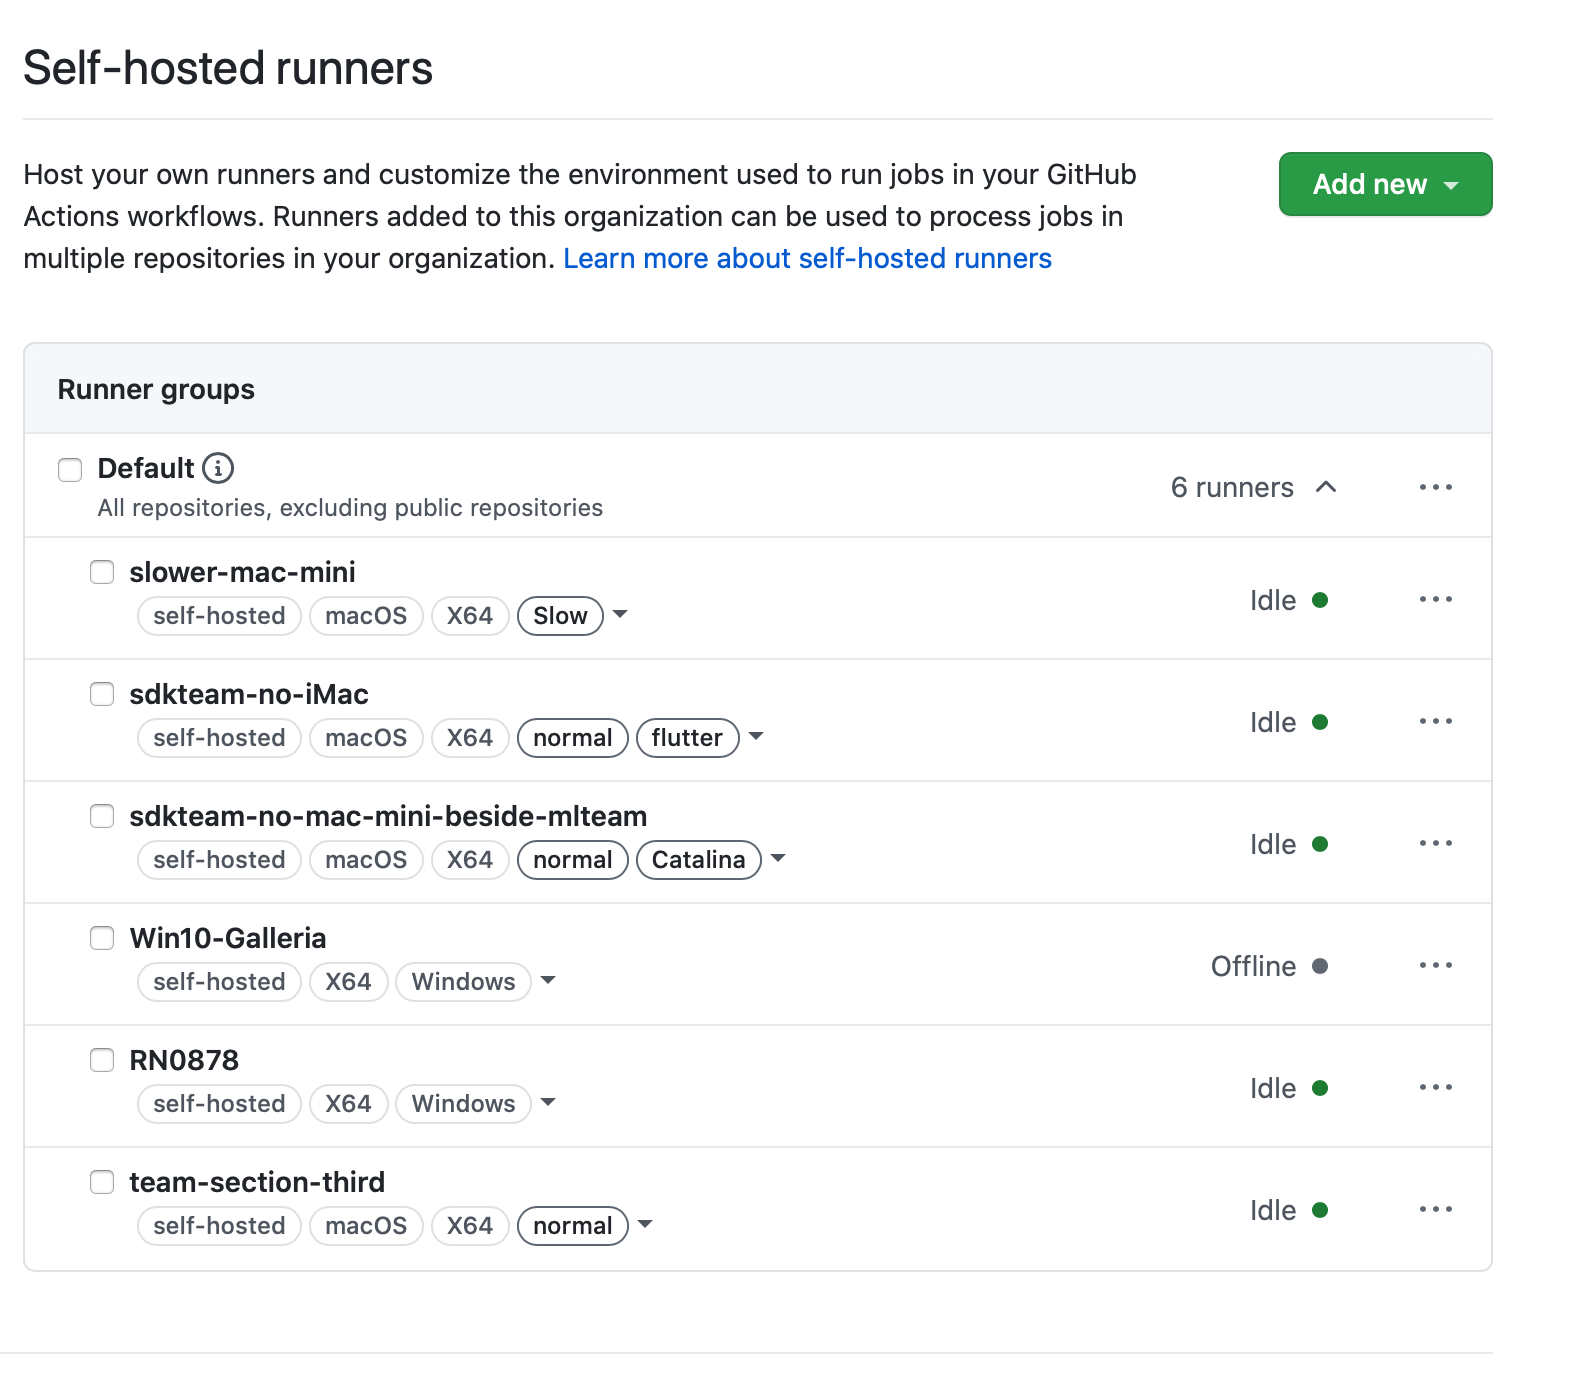 Self-hosted runners
Host your own runners and customize the environment used to run jobs in your GitHub
Actions workflows. Runners added to this organization can be used to process jobs in
multiple repositories in your organization. Learn more about self-hosted runners
Add new
Runner groups
Default
All repositories, excluding public repositories
6 runners
slower-mac-mini
self-hosted macOS X64 Slow
Idle
sdkteam-no-iMac
self-hosted macOS X64 normal flutter
Idle
sdkteam-no-mac-mini-beside-mlteam
self-hosted macOS X64 normal Catalina
Idle
Win10-Galleria
self-hosted X64 Windows
Offline
RN0878
self-hosted X64 Windows
Idle
team-section-third
self-hosted macOS X64 normal
Idle